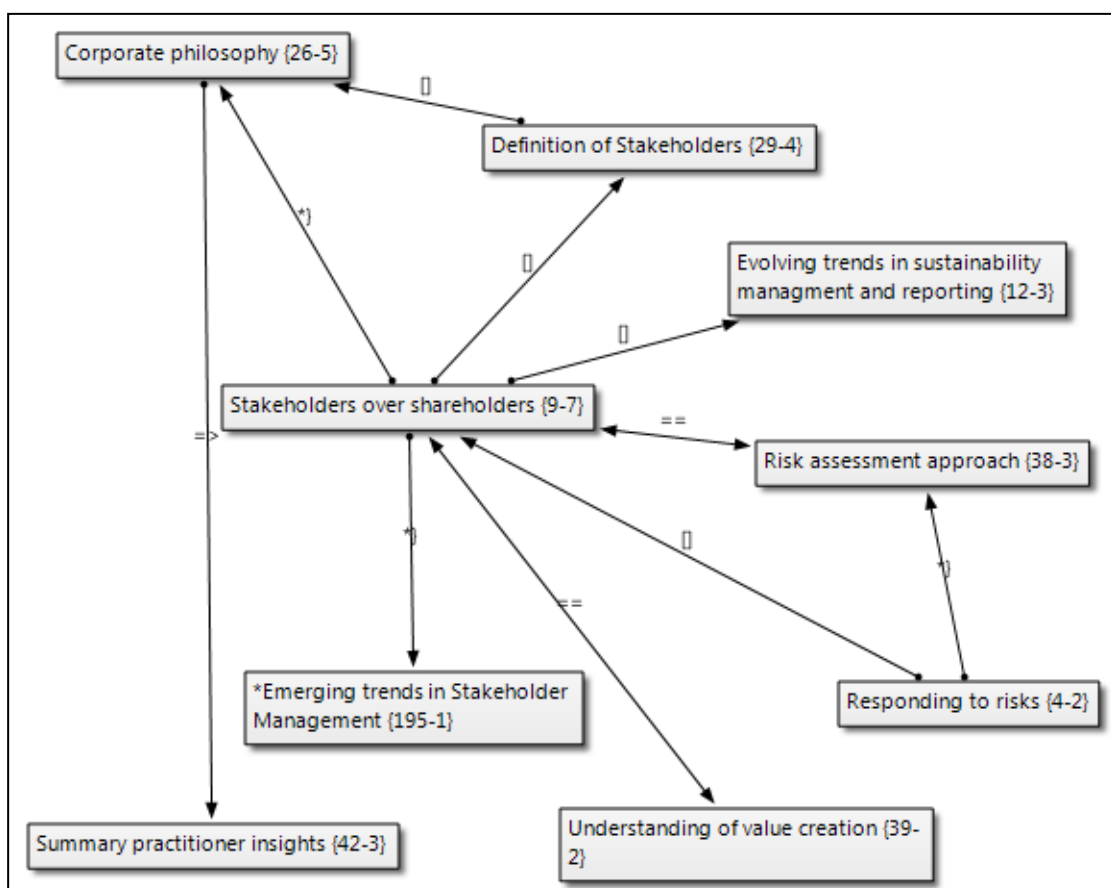 Corporate philosophy {26-5}
[]
Definition of Stakeholders {29-4}
*}
[]
Evolving trends in sustainability
managment and reporting {12-3}
[]
Stakeholders over shareholders {9-7}
==
=>
Risk assessment approach {38-3}
*}
[]
*}
==
*Emerging trends in Stakeholder
Management {195-1}
Responding to risks {4-2}
Summary practitioner insights {42-3}
Understanding of value creation {39-
2}